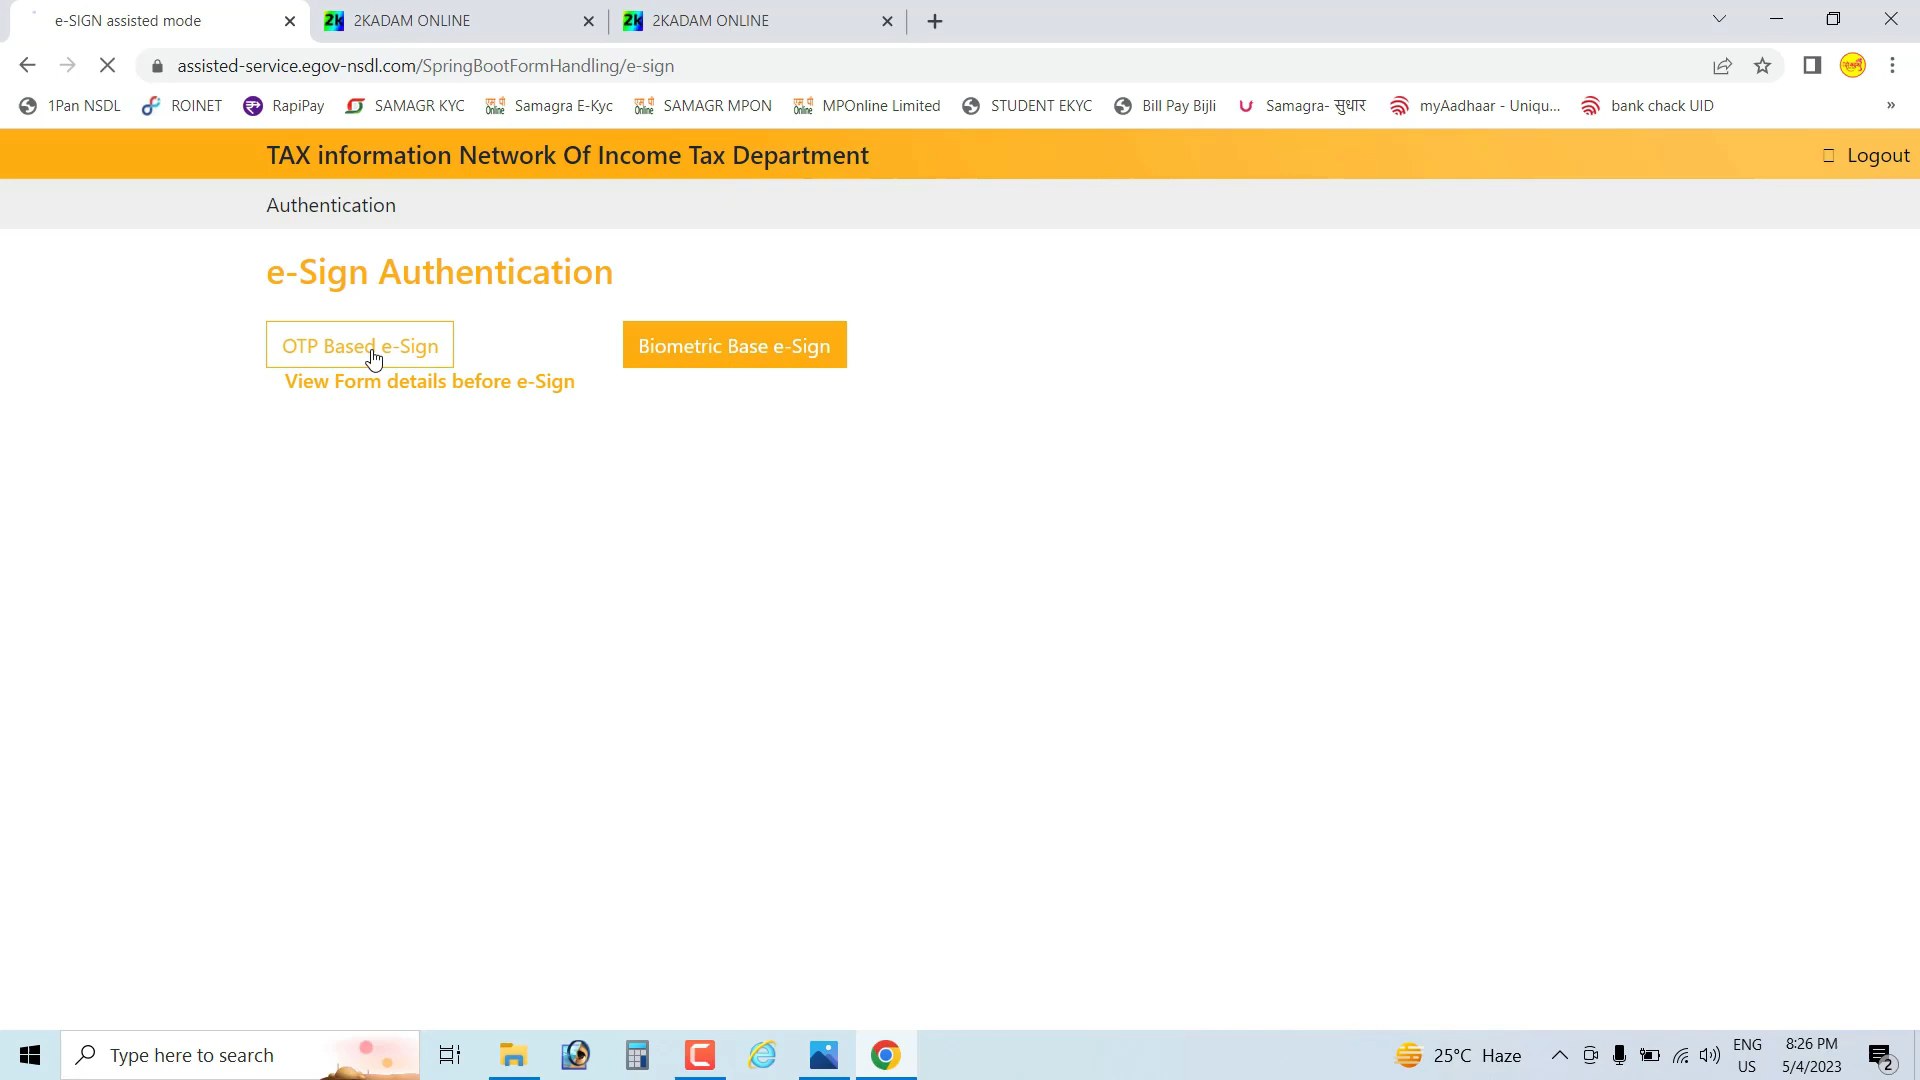 e-SIGN assisted mode
2k 2KADAM ONLINE
2k 2KADAM ONLINE
assisted-service.egov-nsdl.com/SpringBootFormHandling/e-sign
1Pan NSDL ROINET RapiPay SAMAGR KYC Samagra E-Kyc SAMAGR MPON MPOnline Limited STUDENT EKYC Bill Pay Bijli Samagra- सुधार myAadhaar - Uniqu... bank chack UID »
TAX information Network Of Income Tax Department
Logout
Authentication
e-Sign Authentication
OTP Based e-Sign
Biometric Base e-Sign
View Form details before e-Sign
Type here to search
25°C Haze
ENG
US
8:26 PM
5/4/2023
2